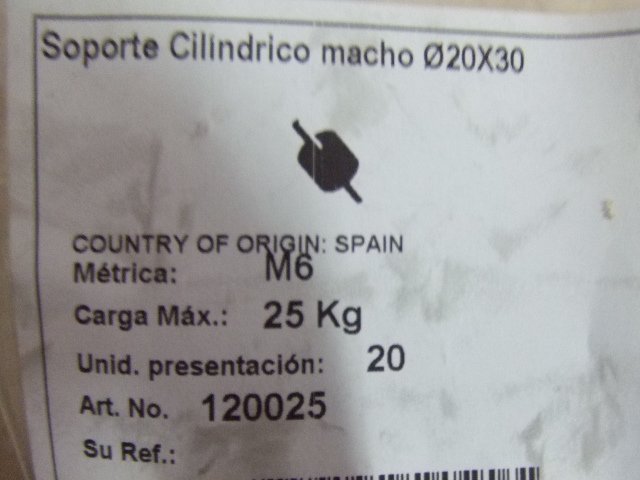 Soporte Cilíndrico macho Ø20X30
COUNTRY OF ORIGIN: SPAIN
Métrica: M6
Carga Máx.: 25 Kg
Unid. presentación: 20
Art. No. 120025
Su Ref.: